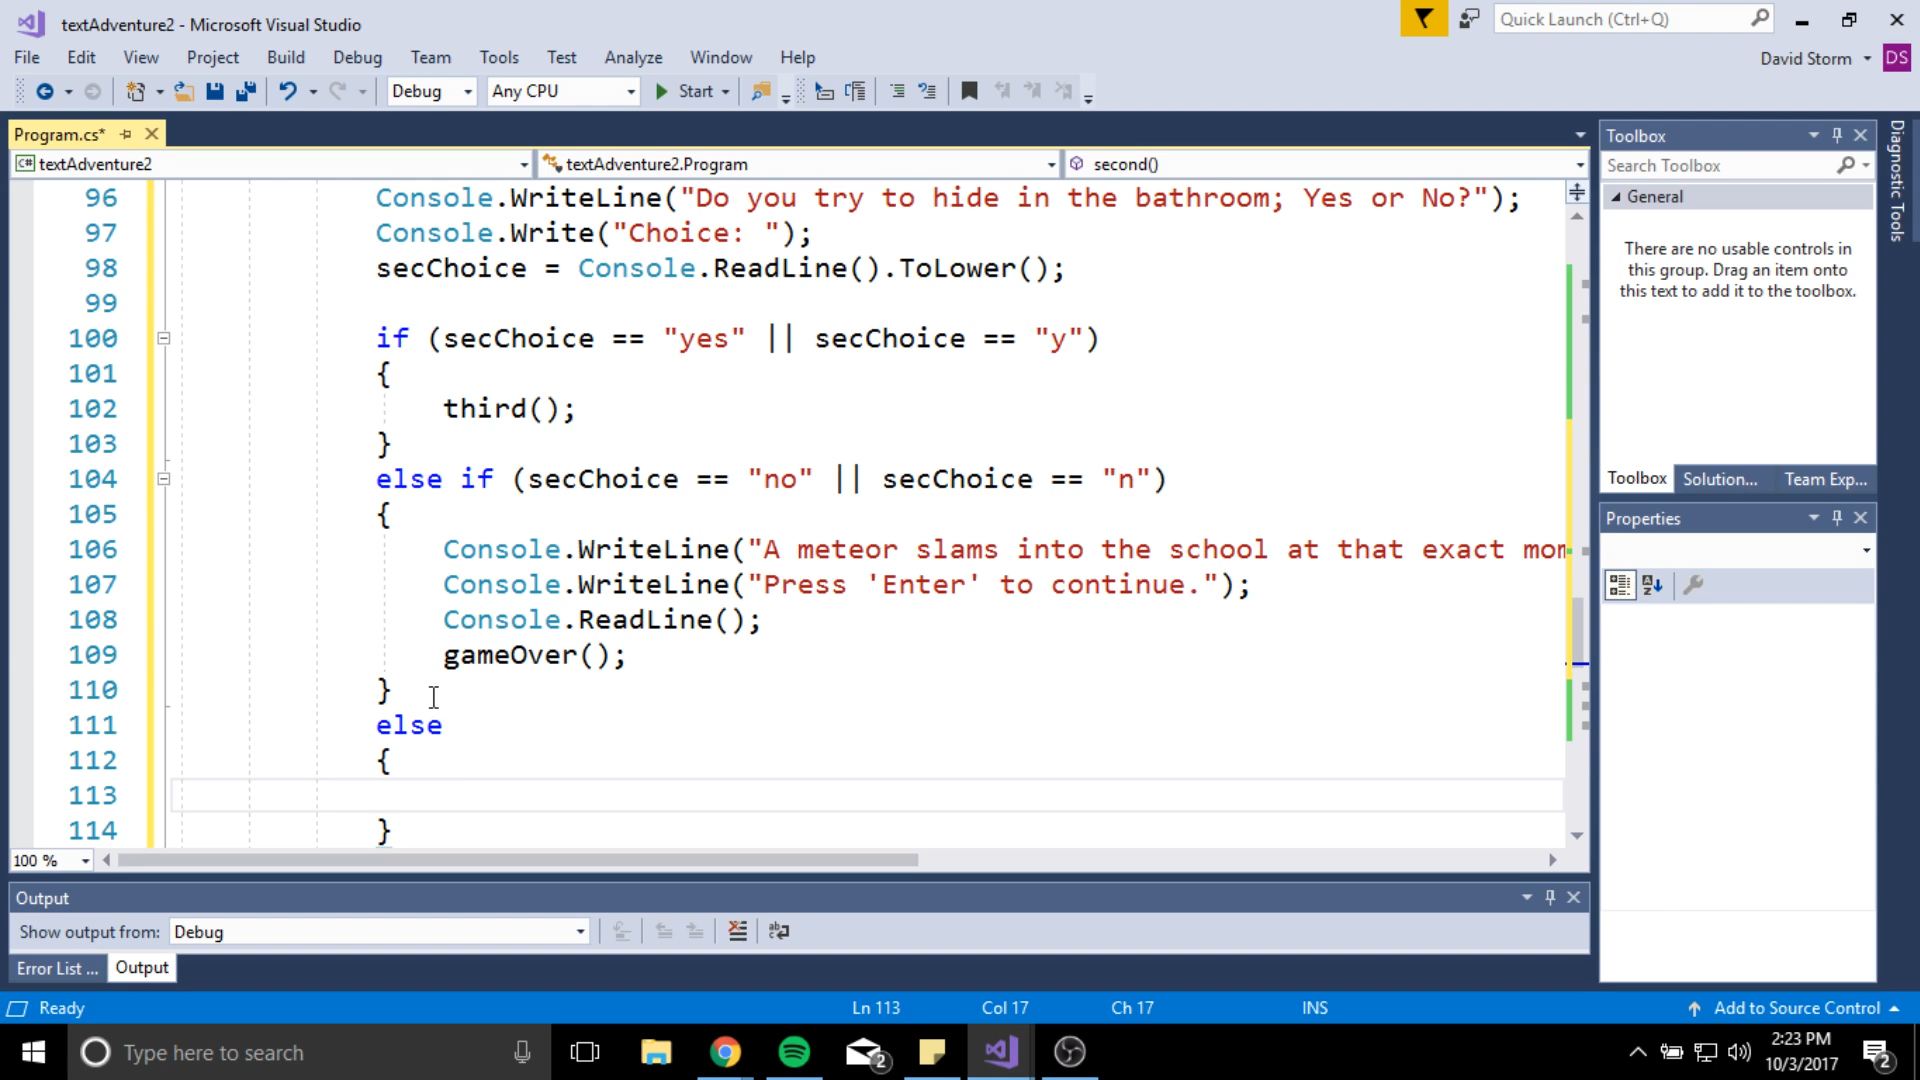 textAdventure2 - Microsoft Visual Studio
Quick Launch (Ctrl+Q)
File Edit View Project Build Debug Team Tools Test Analyze Window Help
David Storm DS
Debug Any CPU Start
Program.cs*
C# textAdventure2 textAdventure2.Program second()
96 Console.WriteLine("Do you try to hide in the bathroom; Yes or No?");
97 Console.Write("Choice: ");
98 secChoice = Console.ReadLine().ToLower();
99
100 if (secChoice == "yes" || secChoice == "y")
101 {
102 third();
103 }
104 else if (secChoice == "no" || secChoice == "n")
105 {
106 Console.WriteLine("A meteor slams into the school at that exact mom
107 Console.WriteLine("Press 'Enter' to continue.");
108 Console.ReadLine();
109 gameOver();
110 }
111 else
112 {
113
114 }
100 %
Toolbox
Search Toolbox
General
There are no usable controls in
this group. Drag an item onto
this text to add it to the toolbox.
Toolbox Solution... Team Exp...
Properties
Diagnostic Tools
Output
Show output from: Debug
Error List ... Output
Ready Ln 113 Col 17 Ch 17 INS Add to Source Control
Type here to search
2
2:23 PM
10/3/2017
2